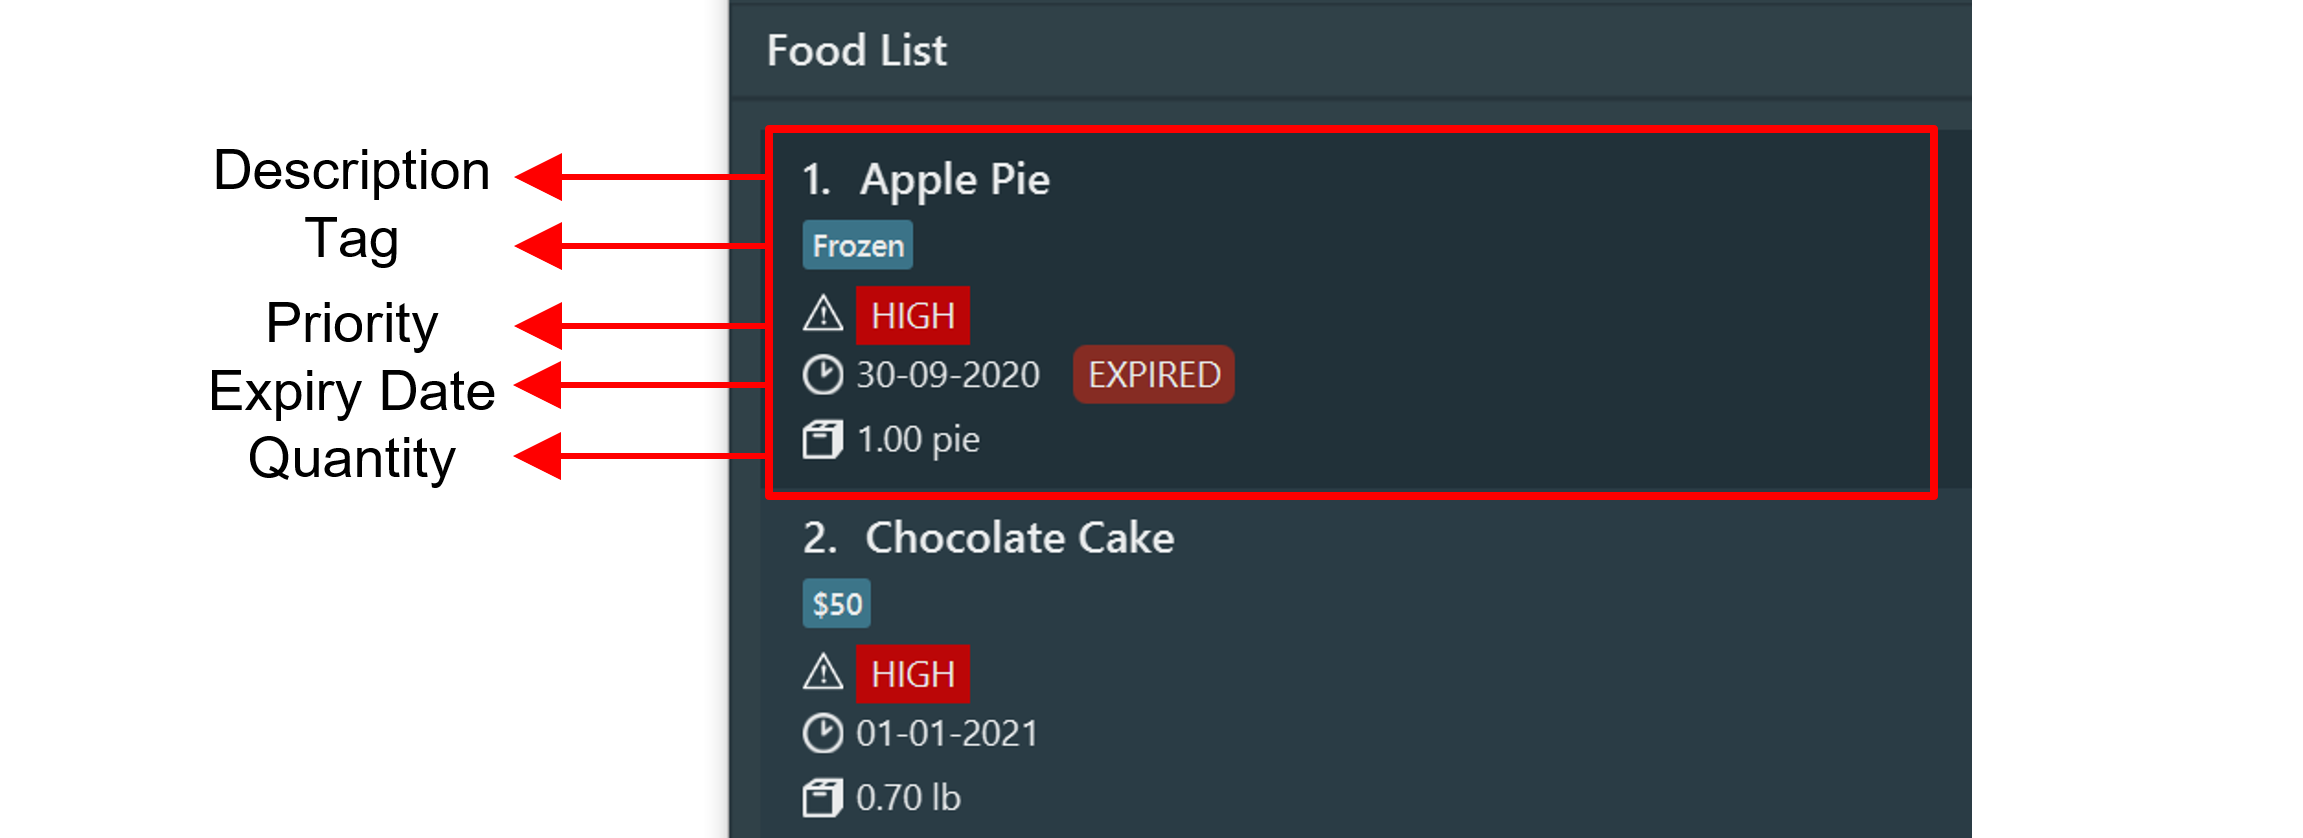 Food List
Description
Tag
Priority
Expiry Date
Quantity
1. Apple Pie
Frozen
HIGH
30-09-2020 EXPIRED
1.00 pie
2. Chocolate Cake
$50
HIGH
01-01-2021
0.70 lb